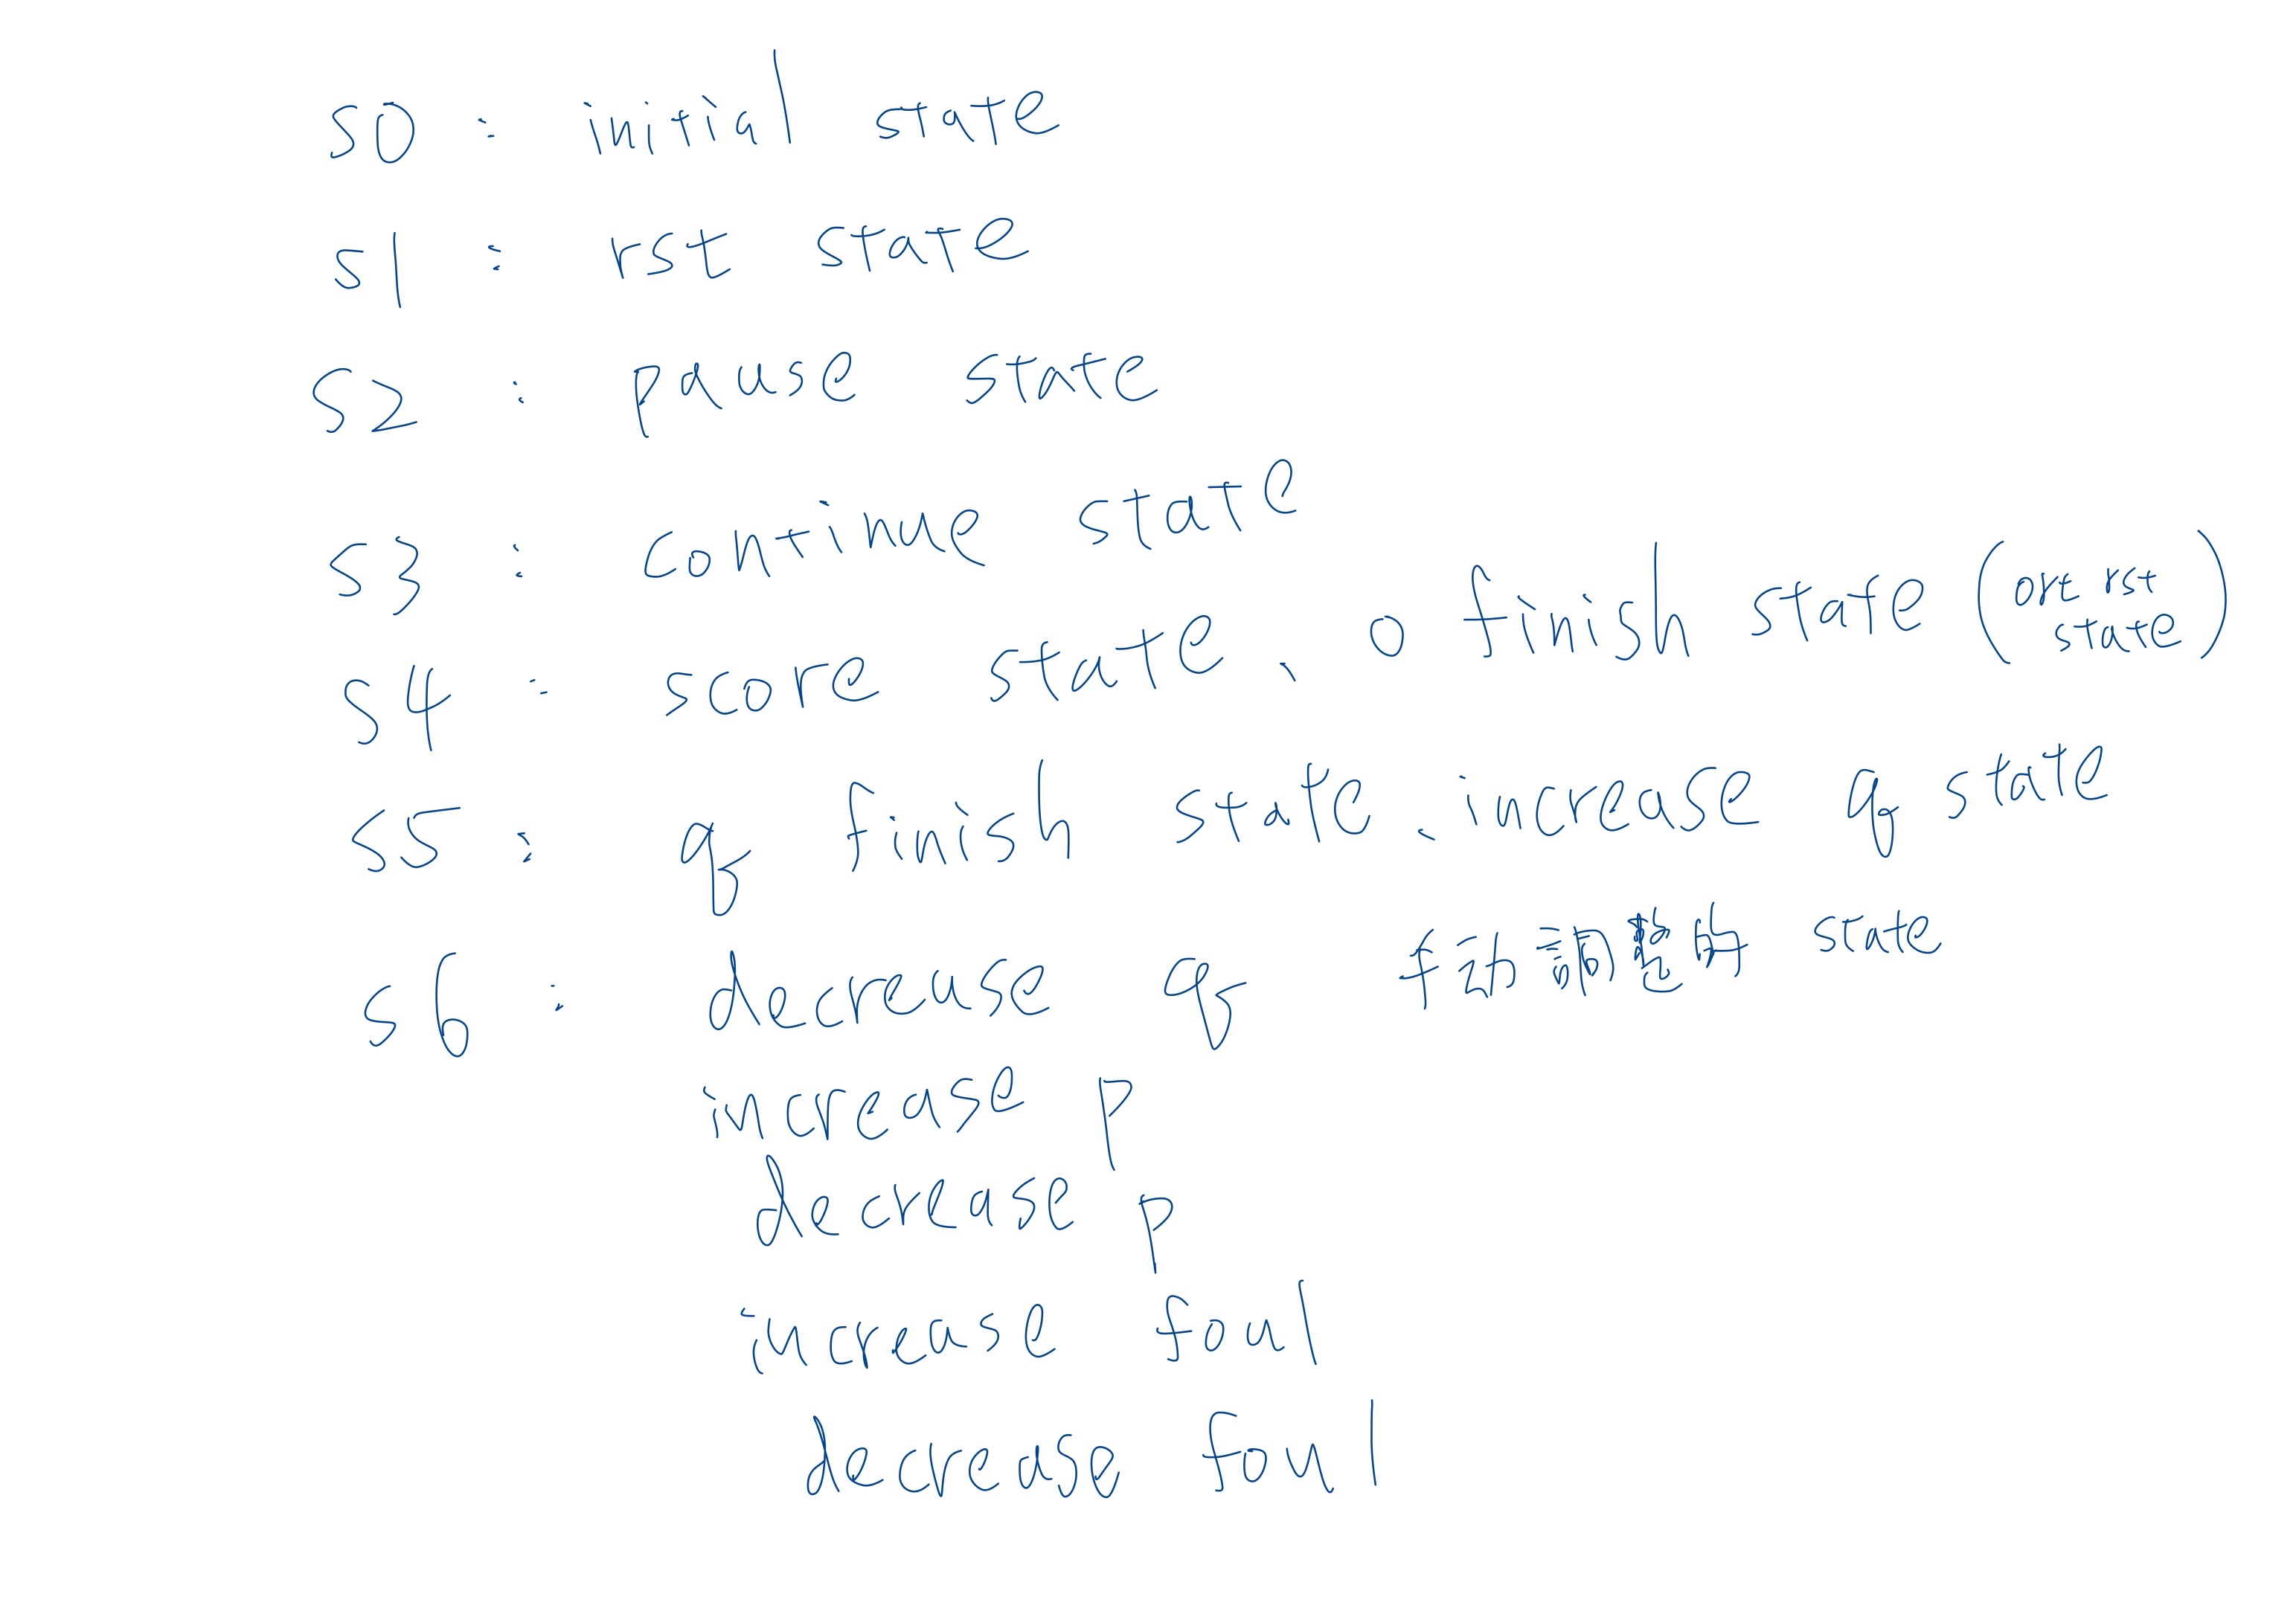 S0 : initial state
S1 : rst state
S2 : pause state
S3 : continue state
S4 : score state、0 finish state (at rst state)
S5 : q finish state、increase q state
S6 : decrease q 手动調整的 state
increase p
decrease p
increase foul
decrease foul